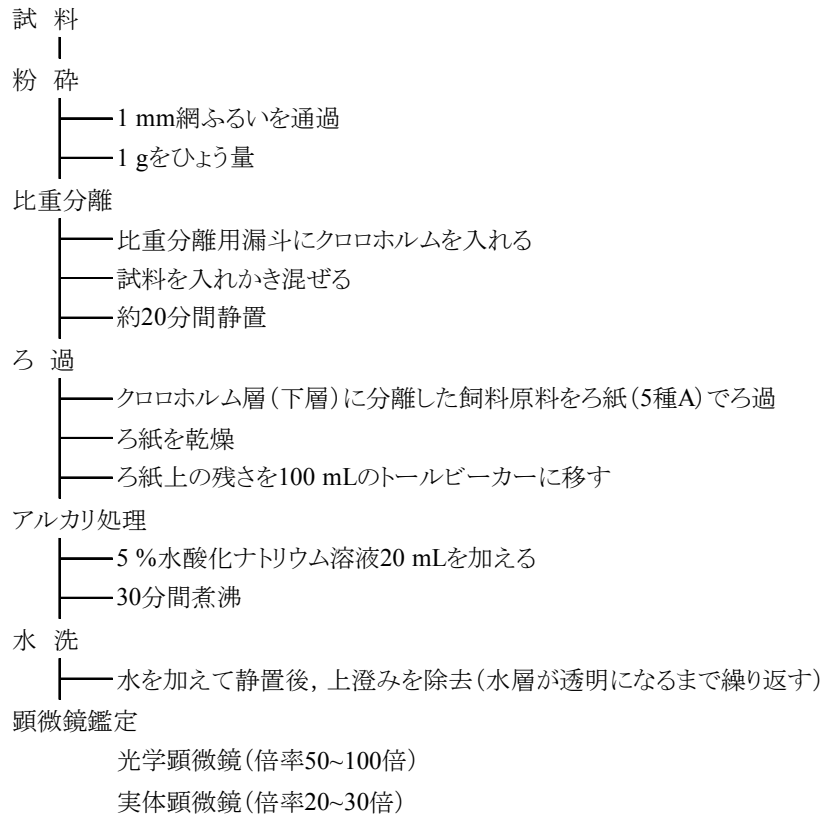 試 料
粉 砕
1 mm網ふるいを通過
1 gをひょう量
比重分離
比重分離用漏斗にクロロホルムを入れる
試料を入れかき混ぜる
約20分間静置
ろ 過
クロロホルム層(下層)に分離した飼料原料をろ紙(5種A)でろ過
ろ紙を乾燥
ろ紙上の残さを100 mLのトールビーカーに移す
アルカリ処理
5 %水酸化ナトリウム溶液20 mLを加える
30分間煮沸
水 洗
水を加えて静置後, 上澄みを除去(水層が透明になるまで繰り返す)
顕微鏡鑑定
光学顕微鏡(倍率50~100倍)
実体顕微鏡(倍率20~30倍)